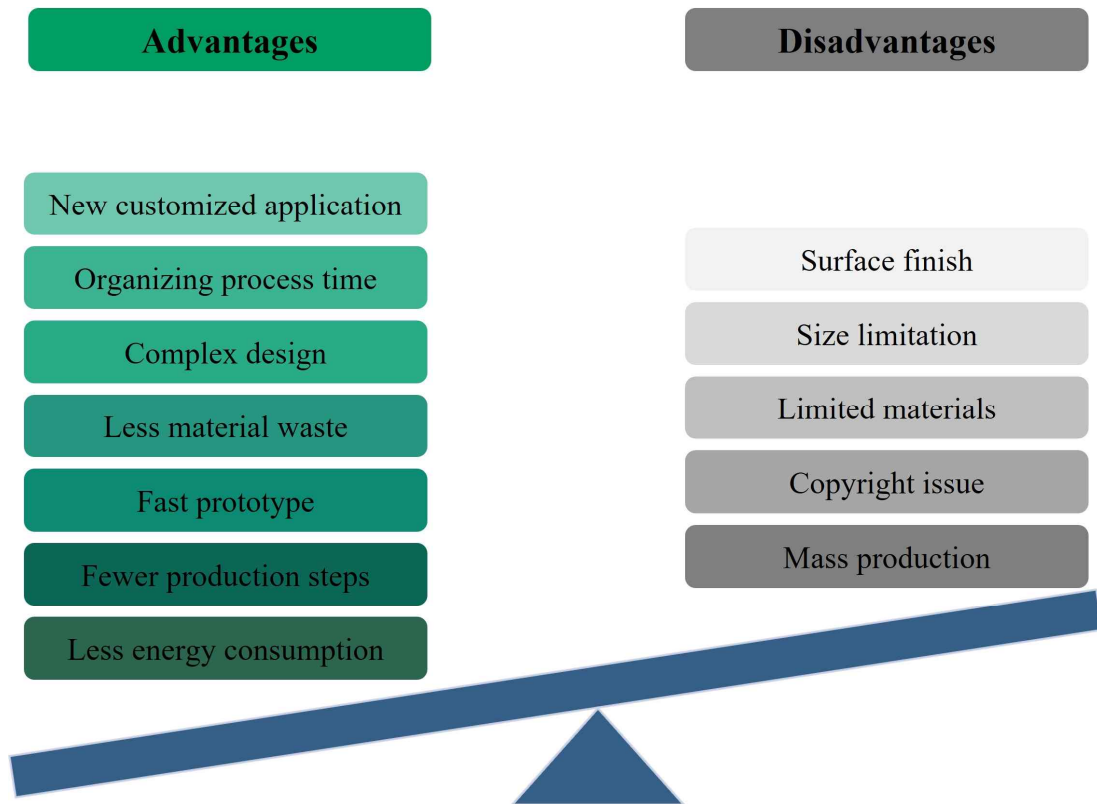 Advantages
New customized application
Organizing process time
Complex design
Less material waste
Fast prototype
Fewer production steps
Less energy consumption
Disadvantages
Surface finish
Size limitation
Limited materials
Copyright issue
Mass production